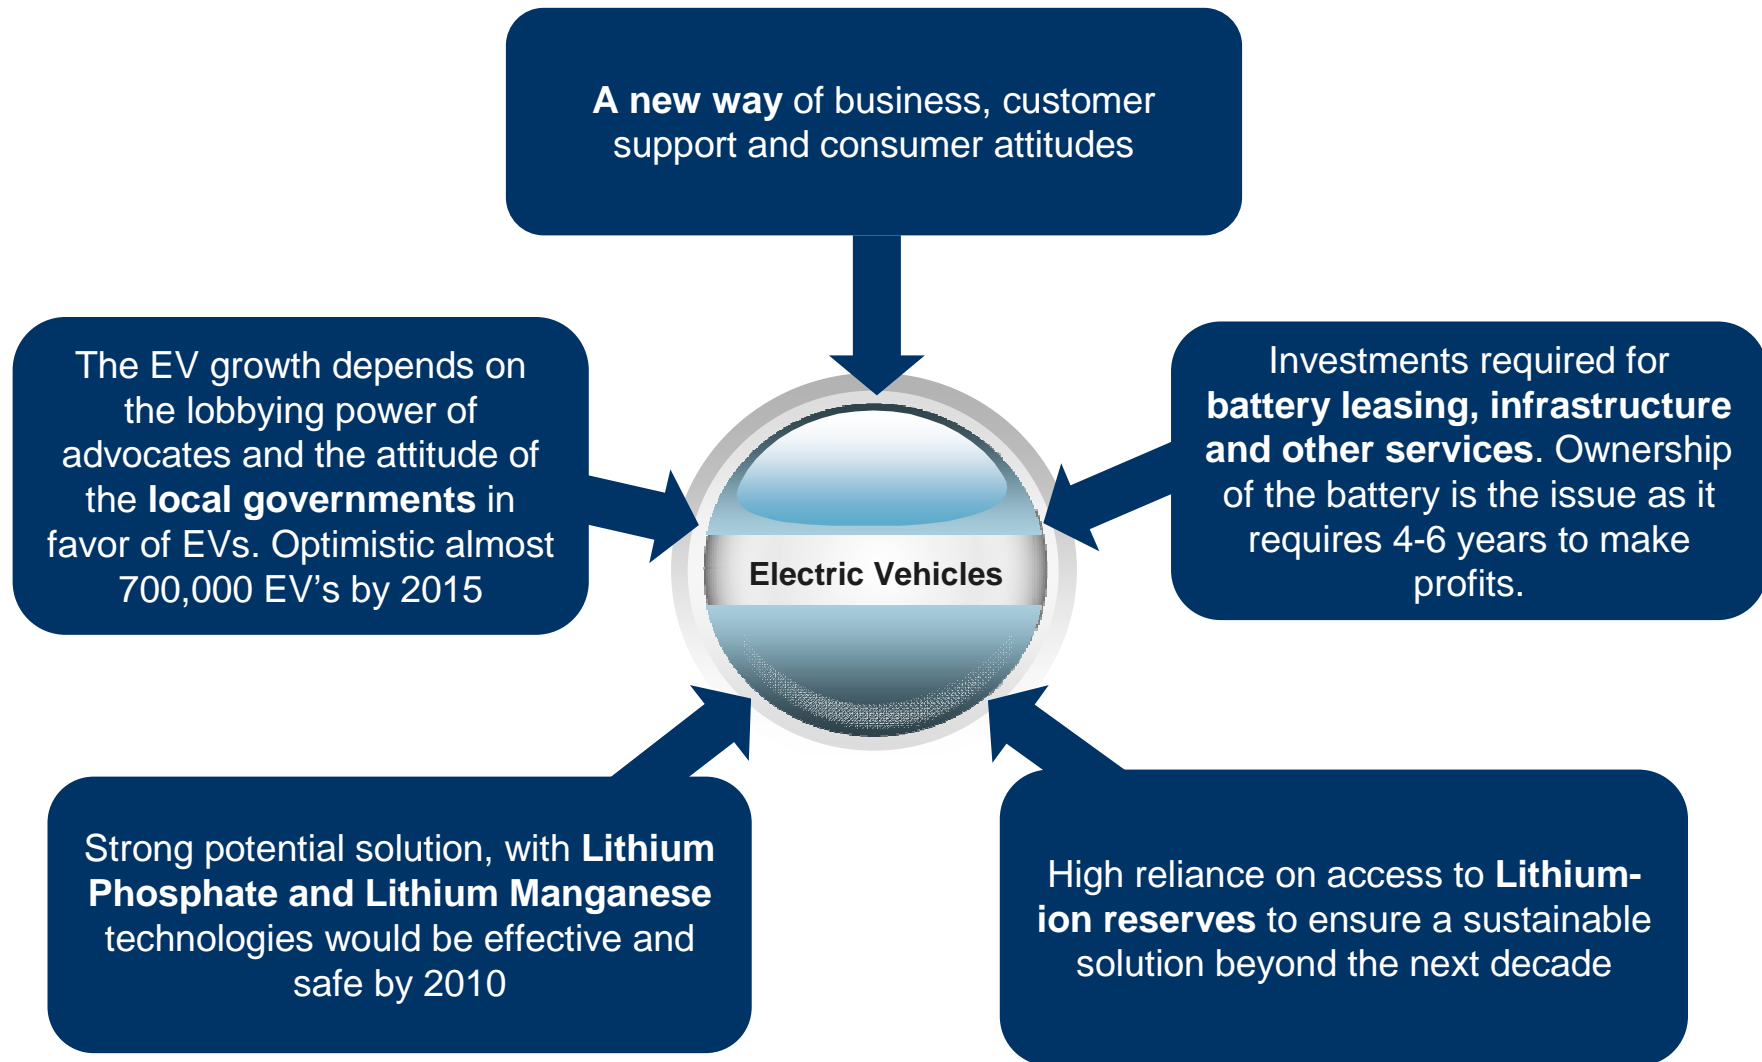 A new way of business, customer
support and consumer attitudes
The EV growth depends on
the lobbying power of
advocates and the attitude of
the local governments in
favor of EVs. Optimistic almost
700,000 EV’s by 2015
Investments required for
battery leasing, infrastructure
and other services. Ownership
of the battery is the issue as it
requires 4-6 years to make
profits.
Electric Vehicles
Strong potential solution, with Lithium
Phosphate and Lithium Manganese
technologies would be effective and
safe by 2010
High reliance on access to Lithium-
ion reserves to ensure a sustainable
solution beyond the next decade